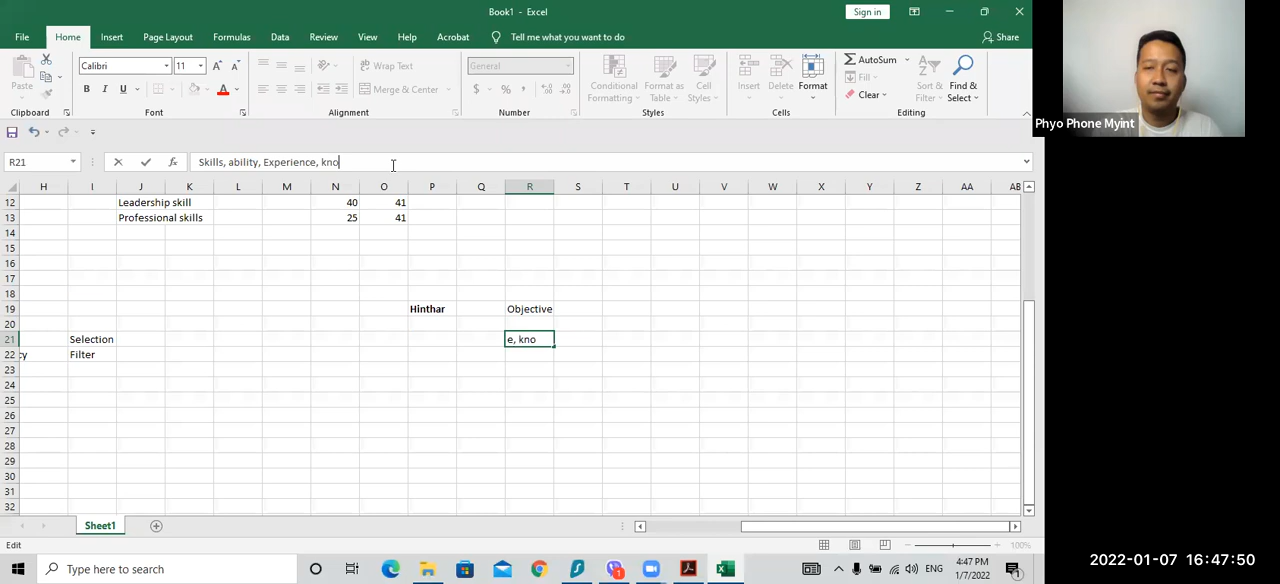 Book1 - Excel
Sign in
File Home Insert Page Layout Formulas Data Review View Help Acrobat Tell me what you want to do Share
Paste
Calibri 11
B I U A
Wrap Text
Merge & Center
General
$ % ,
Conditional Formatting
Format as Table
Cell Styles
Insert Delete Format
AutoSum
Fill
Clear
Sort & Filter
Find & Select
Clipboard Font Alignment Number Styles Cells Editing
Phyo Phone Myint
R21 fx Skills, ability, Experience, kno
H I J K L M N O P Q R S T U V W X Y Z AA AB
12 Leadership skill 40 41
13 Professional skills 25 41
14
15
16
17
18
19 Hinthar Objective
20
21 Selection e, kno
22 cy Filter
23
24
25
26
27
28
29
30
31
32
Sheet1
Edit 100%
Type here to search
ENG
4:47 PM
1/7/2022
2022-01-07 16:47:50